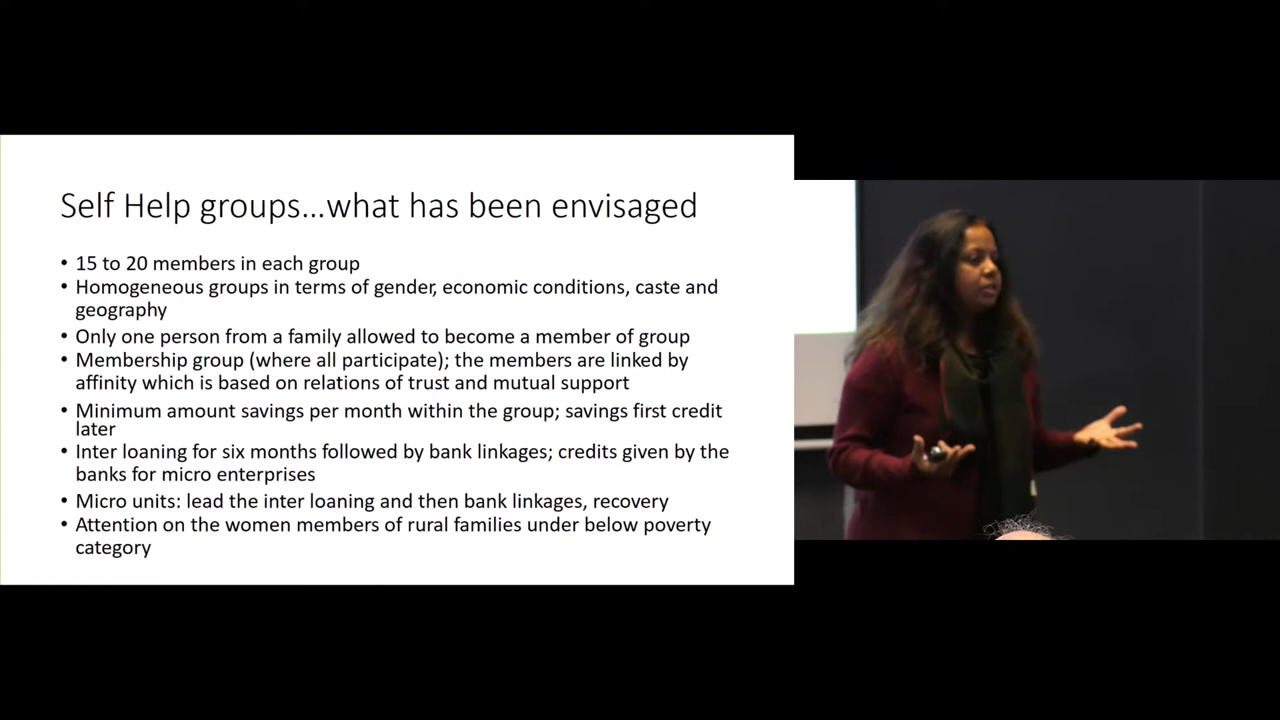 Self Help groups...what has been envisaged
• 15 to 20 members in each group
• Homogeneous groups in terms of gender, economic conditions, caste and
geography
• Only one person from a family allowed to become a member of group
• Membership group (where all participate); the members are linked by
affinity which is based on relations of trust and mutual support
• Minimum amount savings per month within the group; savings first credit
later
• Inter loaning for six months followed by bank linkages; credits given by the
banks for micro enterprises
• Micro units: lead the inter loaning and then bank linkages, recovery
• Attention on the women members of rural families under below poverty
category